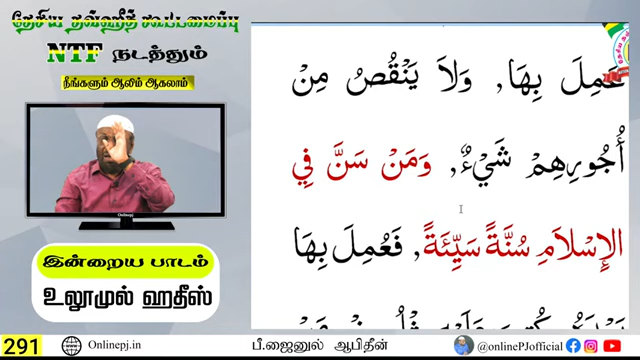 தேசிய தவ்ஹீத் கூட்டமைப்பு
NTF நடத்தும்
நீங்களும் ஆலிம் ஆகலாம்
Onlinepj
இன்றைய பாடம்
உலூமுல் ஹதீஸ்
عَمِلَ بِهَا, وَلاَ يَنْقُصُ مِنْ
أُجُورِهِمْ شَيْءٌ, وَمَنْ سَنَّ فِي
الإِسْلاَمِ سُنَّةً سَيِّئَةً, فَعُمِلَ بِهَا
291
Onlinepj.in
பீ.ஜைனுல் ஆபிதீன்
@onlinePJofficial